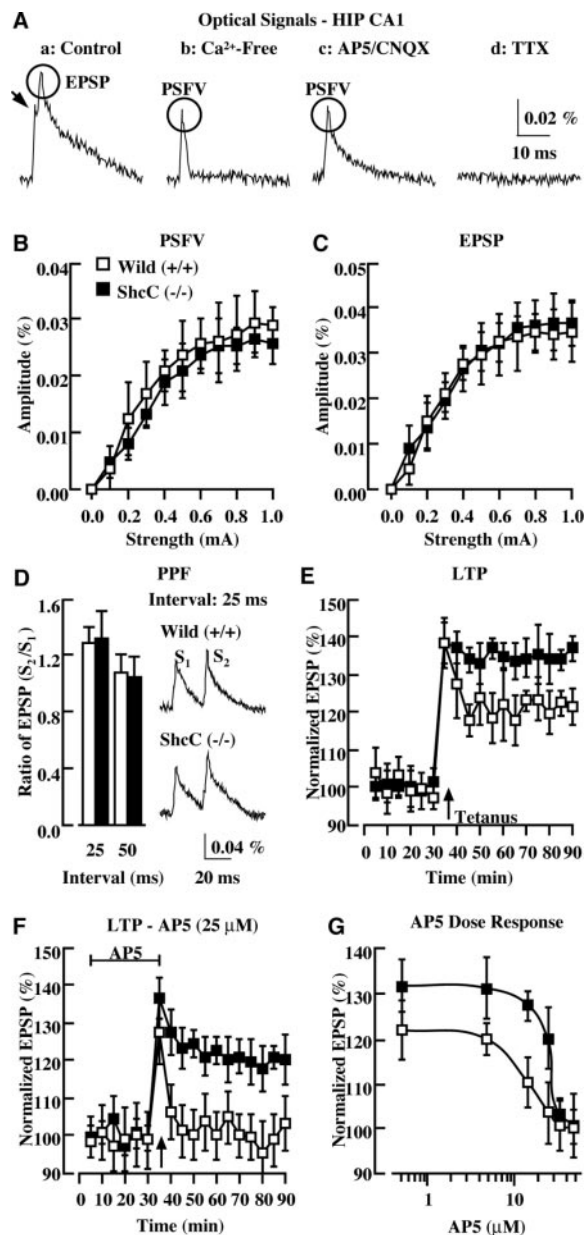 A
Optical Signals - HIP CA1
a: Control
b: Ca²⁺-Free
c: AP5/CNQX
d: TTX
EPSP
PSFV
PSFV
0.02 %
10 ms
B
PSFV
Wild (+/+)
ShcC (-/-)
Amplitude (%)
0.04
0.03
0.02
0.01
0.00
0.0 0.2 0.4 0.6 0.8 1.0
Strength (mA)
C
EPSP
Amplitude (%)
0.05
0.04
0.03
0.02
0.01
0.00
0.0 0.2 0.4 0.6 0.8 1.0
Strength (mA)
D
PPF
Interval: 25 ms
Ratio of EPSP (S₂/S₁)
1.6
1.2
0.8
0.4
0.0
25 50
Interval (ms)
Wild (+/+)
S₁ S₂
ShcC (-/-)
0.04 %
20 ms
E
LTP
Normalized EPSP (%)
150
140
130
120
110
100
90
Tetanus
0 10 20 30 40 50 60 70 80 90
Time (min)
F
LTP - AP5 (25 µM)
AP5
Normalized EPSP (%)
150
140
130
120
110
100
90
0 10 20 30 40 50 60 70 80 90
Time (min)
G
AP5 Dose Response
Normalized EPSP (%)
140
130
120
110
100
90
1 10
AP5 (µM)